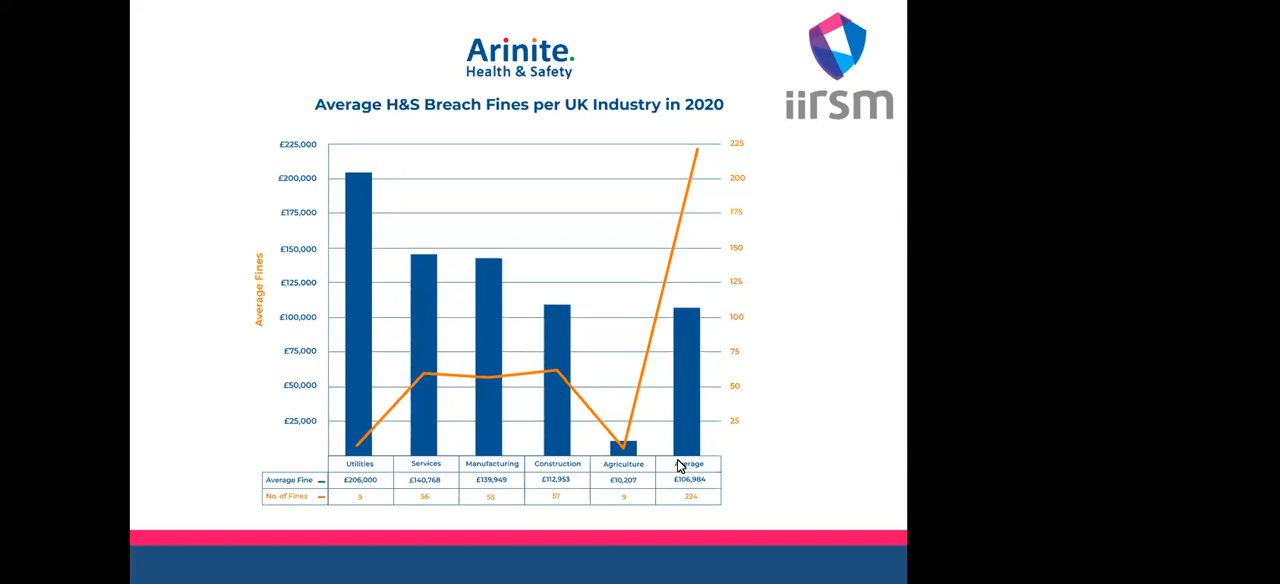 Arinite.
Health & Safety
iirsm
Average H&S Breach Fines per UK Industry in 2020
£225,000
£200,000
£175,000
£150,000
£125,000
£100,000
£75,000
£50,000
£25,000
Average Fines
225
200
175
150
125
100
75
50
25
Utilities Services Manufacturing Construction Agriculture Average
Average Fine £206,000 £140,768 £139,949 £112,953 £10,207 £106,984
No. of Fines 9 56 55 57 9 224